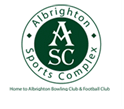 Albrighton
ASC
Sports Complex
Home to Albrighton Bowling Club & Football Club